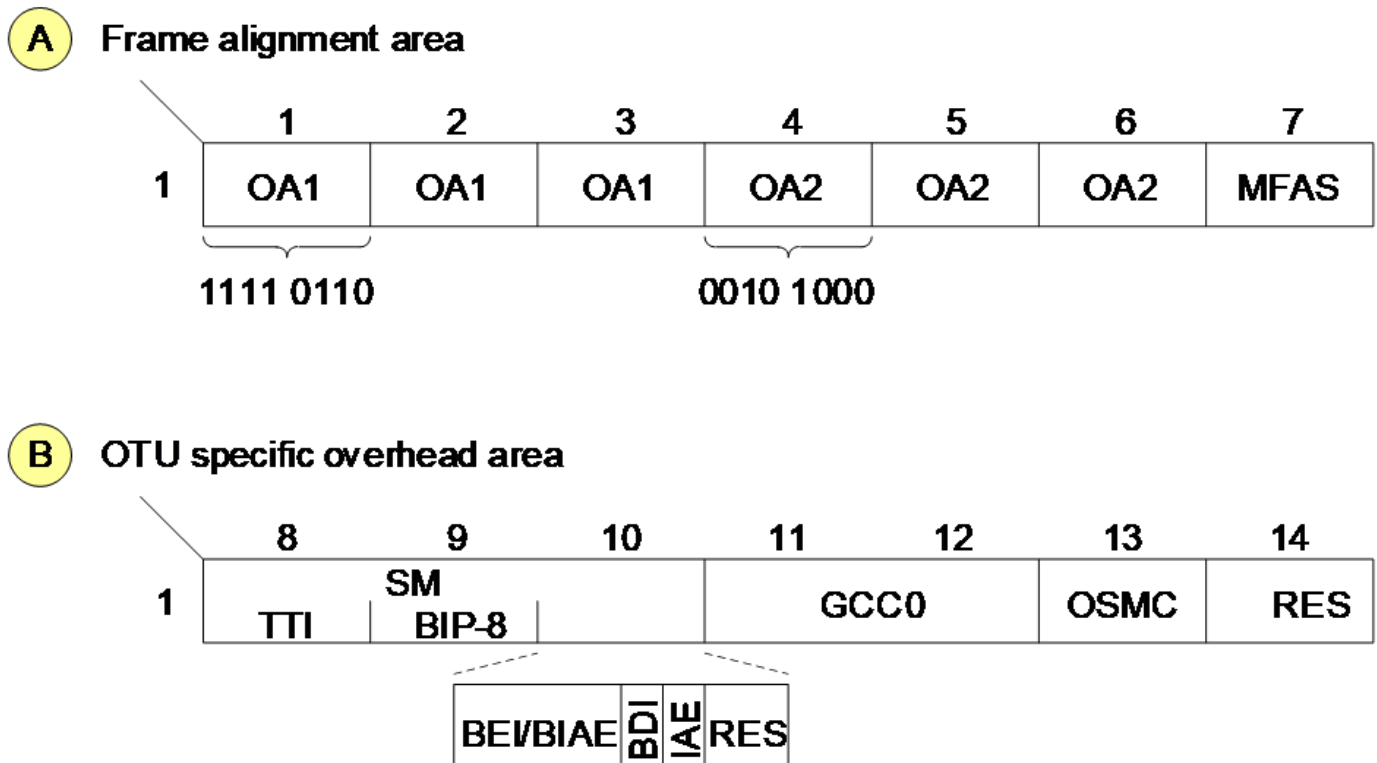 A Frame alignment area
1 2 3 4 5 6 7
1 OA1 OA1 OA1 OA2 OA2 OA2 MFAS
1111 0110 0010 1000
B OTU specific overhead area
8 9 10 11 12 13 14
SM
1 GCC0 OSMC RES
TTI BIP-8
BEI/BIAE BDI IAE RES